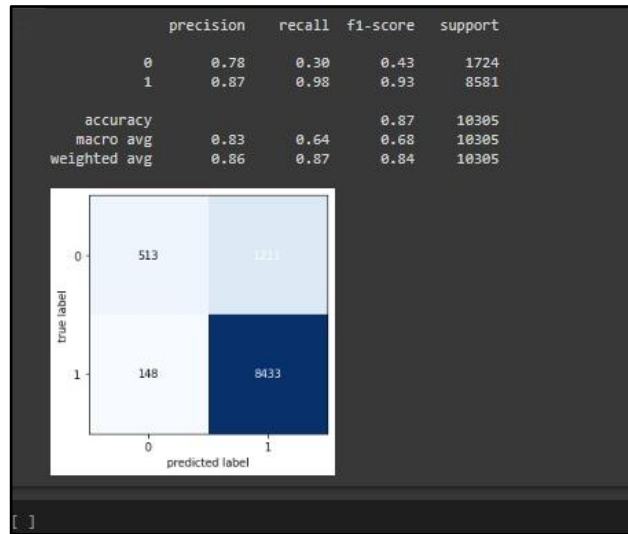 precision recall f1-score support
0 0.78 0.30 0.43 1724
1 0.87 0.98 0.93 8581
accuracy 0.87 10305
macro avg 0.83 0.64 0.68 10305
weighted avg 0.86 0.87 0.84 10305
0 513 1211
true label
1 148 8433
0 1
predicted label
[ ]